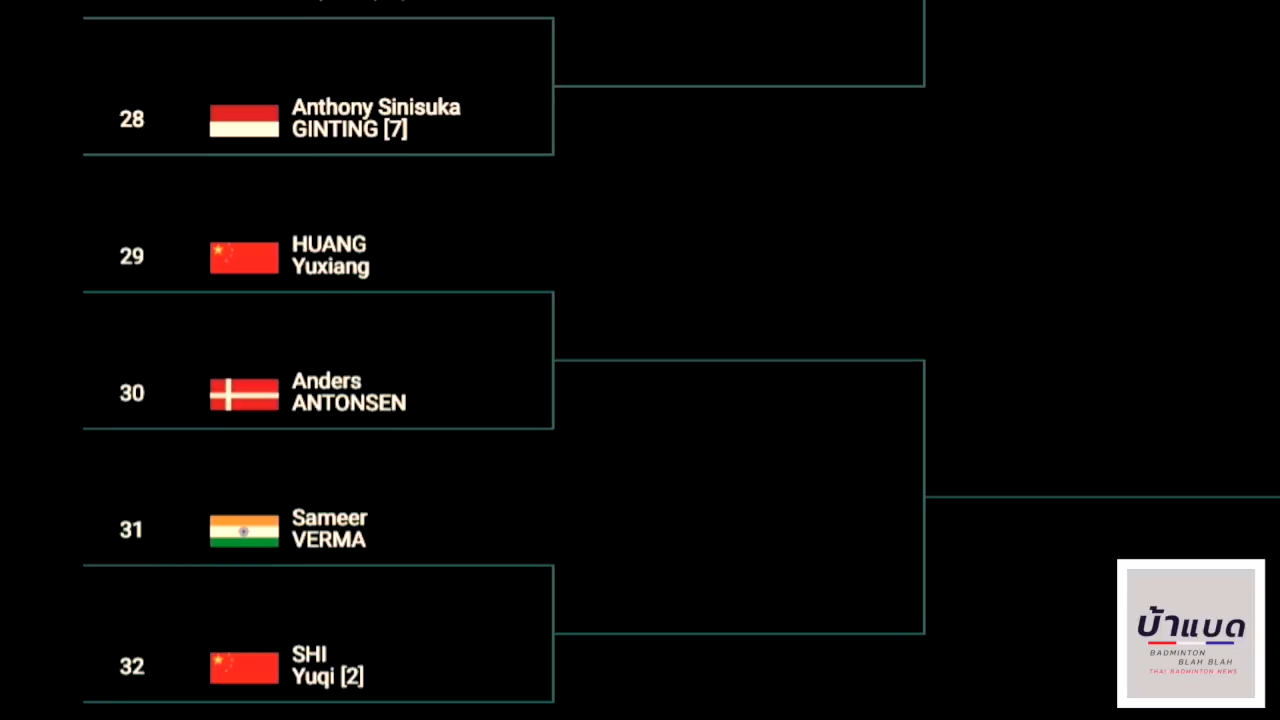 28
Anthony Sinisuka
GINTING [7]
29
HUANG
Yuxiang
30
Anders
ANTONSEN
31
Sameer
VERMA
32
SHI
Yuqi [2]
บ้าแบด
BADMINTON
BLAH BLAH
THAI BADMINTON NEWS